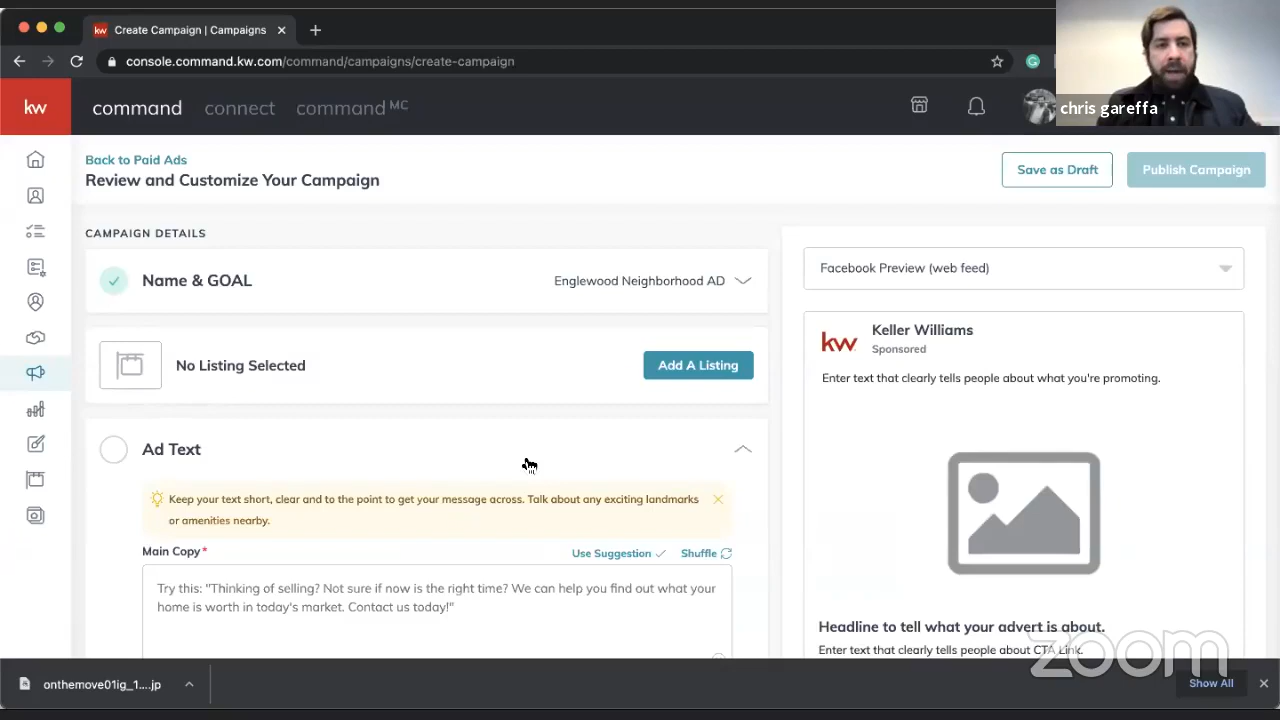 kw Create Campaign | Campaigns
console.command.kw.com/command/campaigns/create-campaign
kw command connect command MC
chris gareffa
Back to Paid Ads
Review and Customize Your Campaign
Save as Draft
Publish Campaign
CAMPAIGN DETAILS
Name & GOAL
Englewood Neighborhood AD
No Listing Selected
Add A Listing
Ad Text
Keep your text short, clear and to the point to get your message across. Talk about any exciting landmarks
or amenities nearby.
Main Copy*
Use Suggestion
Shuffle
Try this: "Thinking of selling? Not sure if now is the right time? We can help you find out what your
home is worth in today's market. Contact us today!"
Facebook Preview (web feed)
kw.
Keller Williams
Sponsored
Enter text that clearly tells people about what you're promoting.
Headline to tell what your advert is about.
Enter text that clearly tells people about CTA Link.
zoom
onthemove01ig_1....jp
Show All